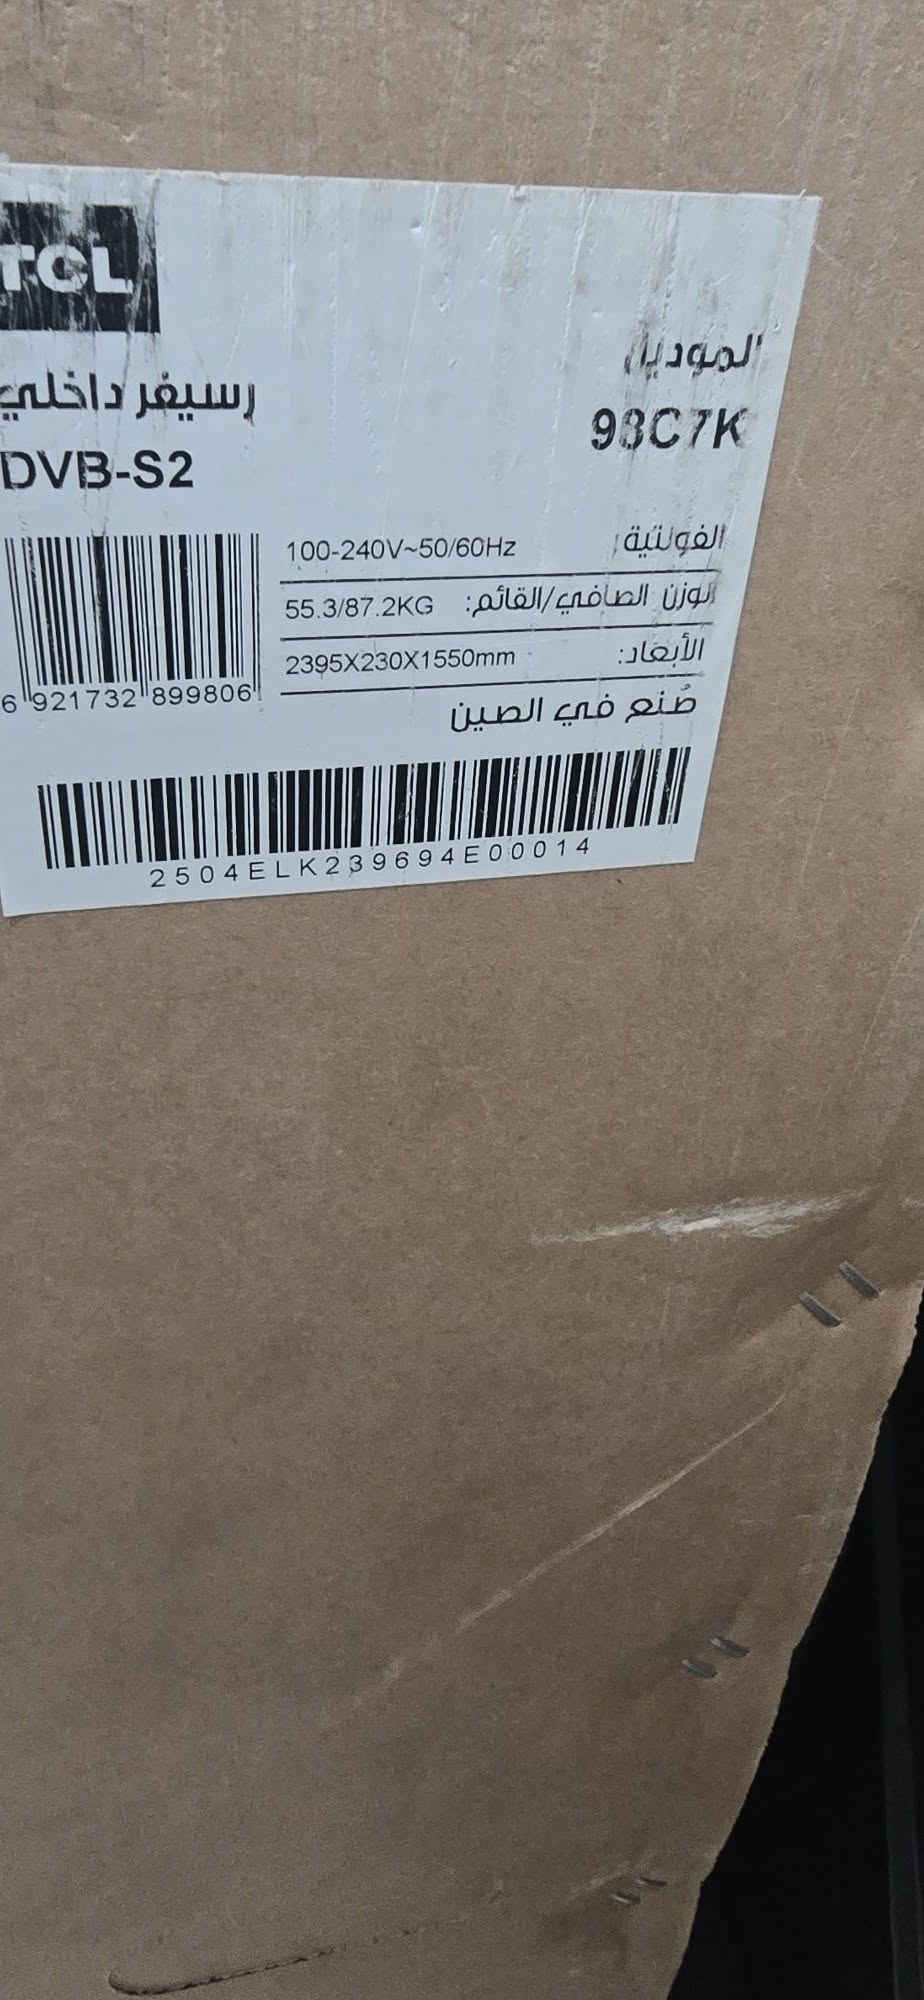 TCL
الموديل
98C7K
رسيفر داخلي
DVB-S2
الفولتية:
100-240V~50/60Hz
الوزن الصافي/القائم:
55.3/87.2KG
الأبعاد:
2395X230X1550mm
صُنع في الصين
6 921732 899806
2504ELK239694E00014